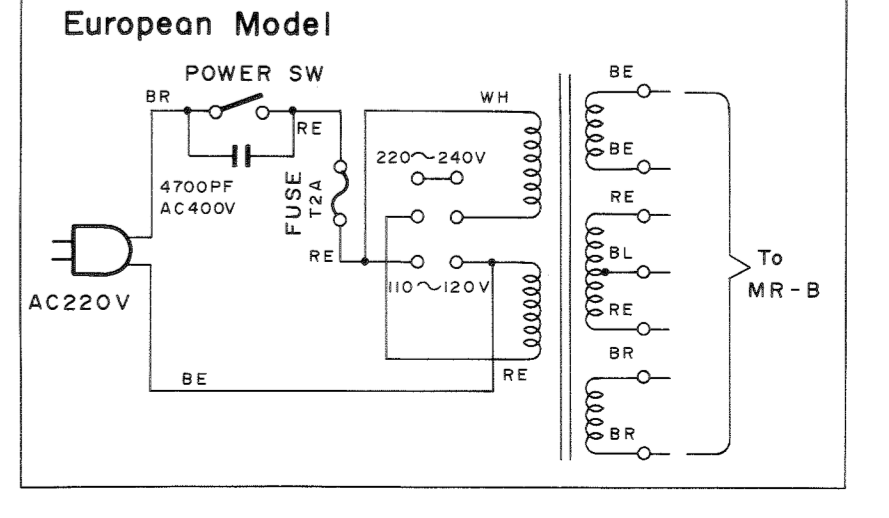 European Model
POWER SW
BR
RE
WH
BE
4700PF
AC400V
FUSE
T2A
220～240V
BE
RE
RE
BL
To
MR-B
110～120V
AC220V
RE
BR
BE
RE
BR